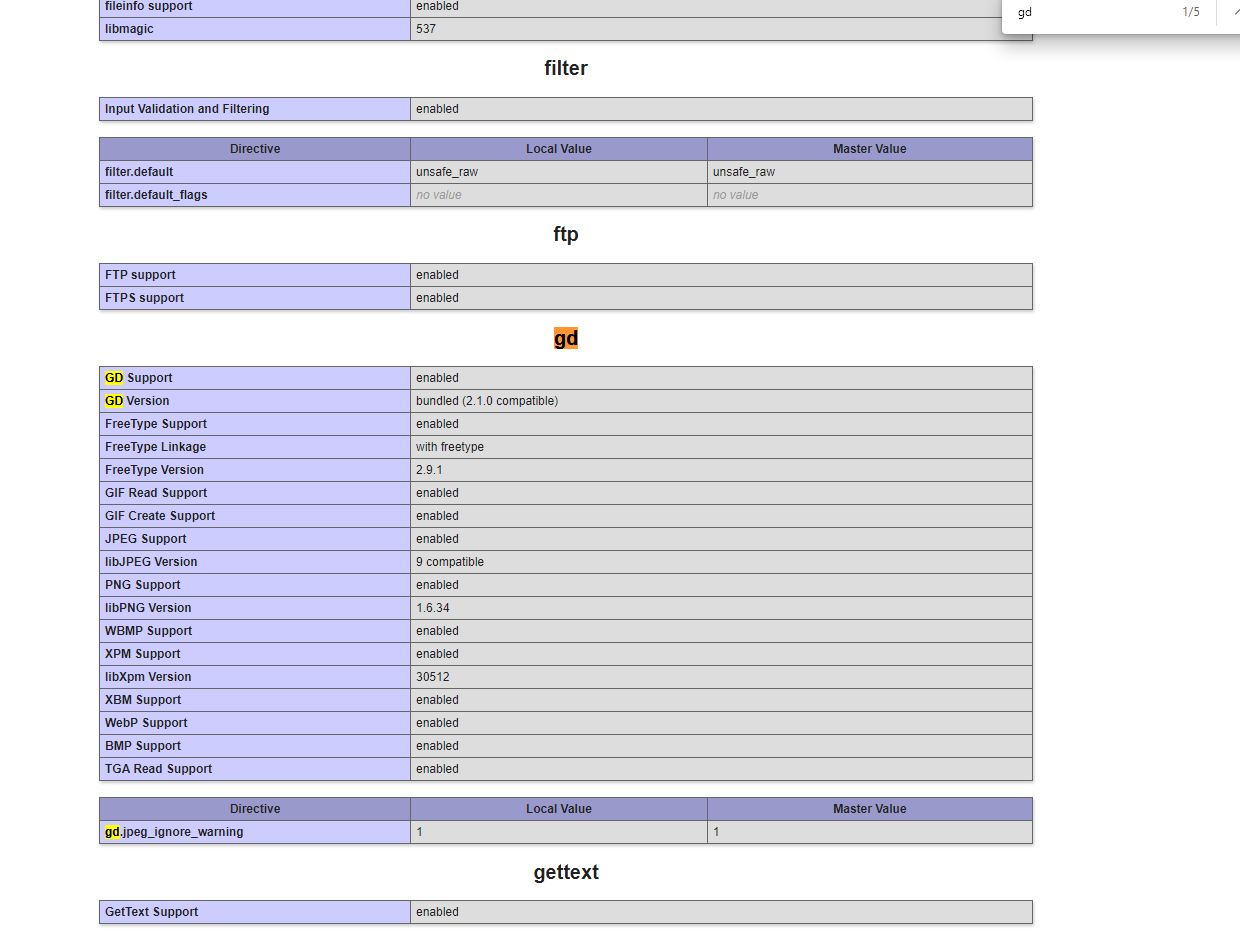 gd 1/5
fileinfo support enabled
libmagic 537
filter
Input Validation and Filtering enabled
Directive Local Value Master Value
filter.default unsafe_raw unsafe_raw
filter.default_flags no value no value
ftp
FTP support enabled
FTPS support enabled
gd
GD Support enabled
GD Version bundled (2.1.0 compatible)
FreeType Support enabled
FreeType Linkage with freetype
FreeType Version 2.9.1
GIF Read Support enabled
GIF Create Support enabled
JPEG Support enabled
libJPEG Version 9 compatible
PNG Support enabled
libPNG Version 1.6.34
WBMP Support enabled
XPM Support enabled
libXpm Version 30512
XBM Support enabled
WebP Support enabled
BMP Support enabled
TGA Read Support enabled
Directive Local Value Master Value
gd.jpeg_ignore_warning 1 1
gettext
GetText Support enabled